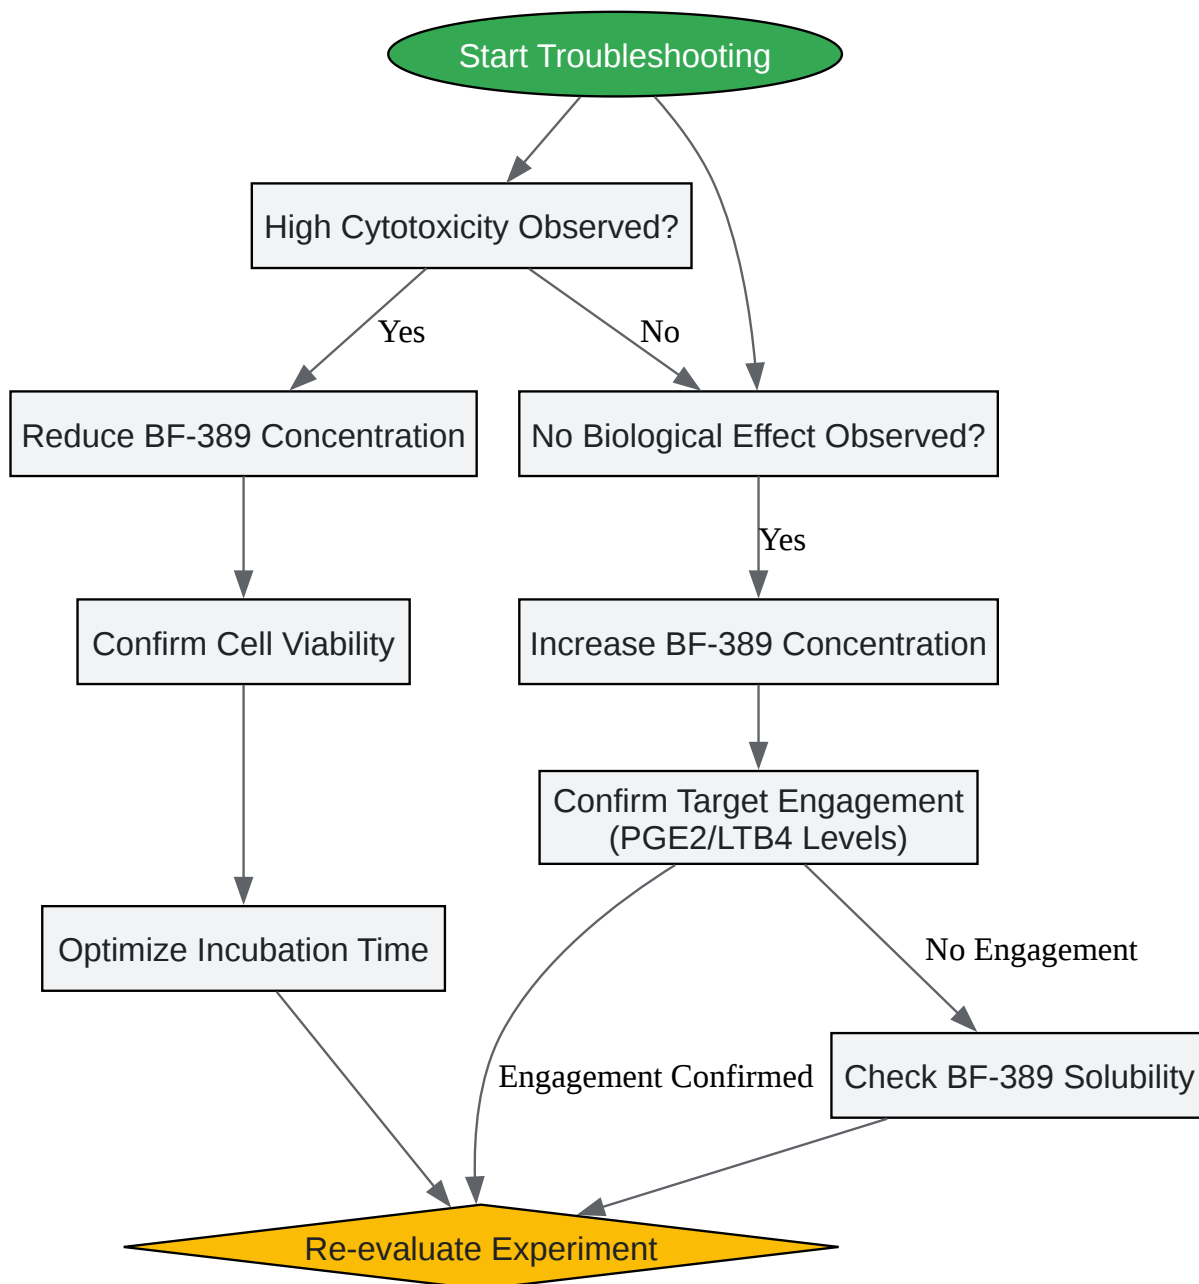 Start Troubleshooting
High Cytotoxicity Observed?
Yes
No
Reduce BF-389 Concentration
No Biological Effect Observed?
Yes
Confirm Cell Viability
Increase BF-389 Concentration
Confirm Target Engagement
(PGE2/LTB4 Levels)
Optimize Incubation Time
No Engagement
Engagement Confirmed
Check BF-389 Solubility
Re-evaluate Experiment